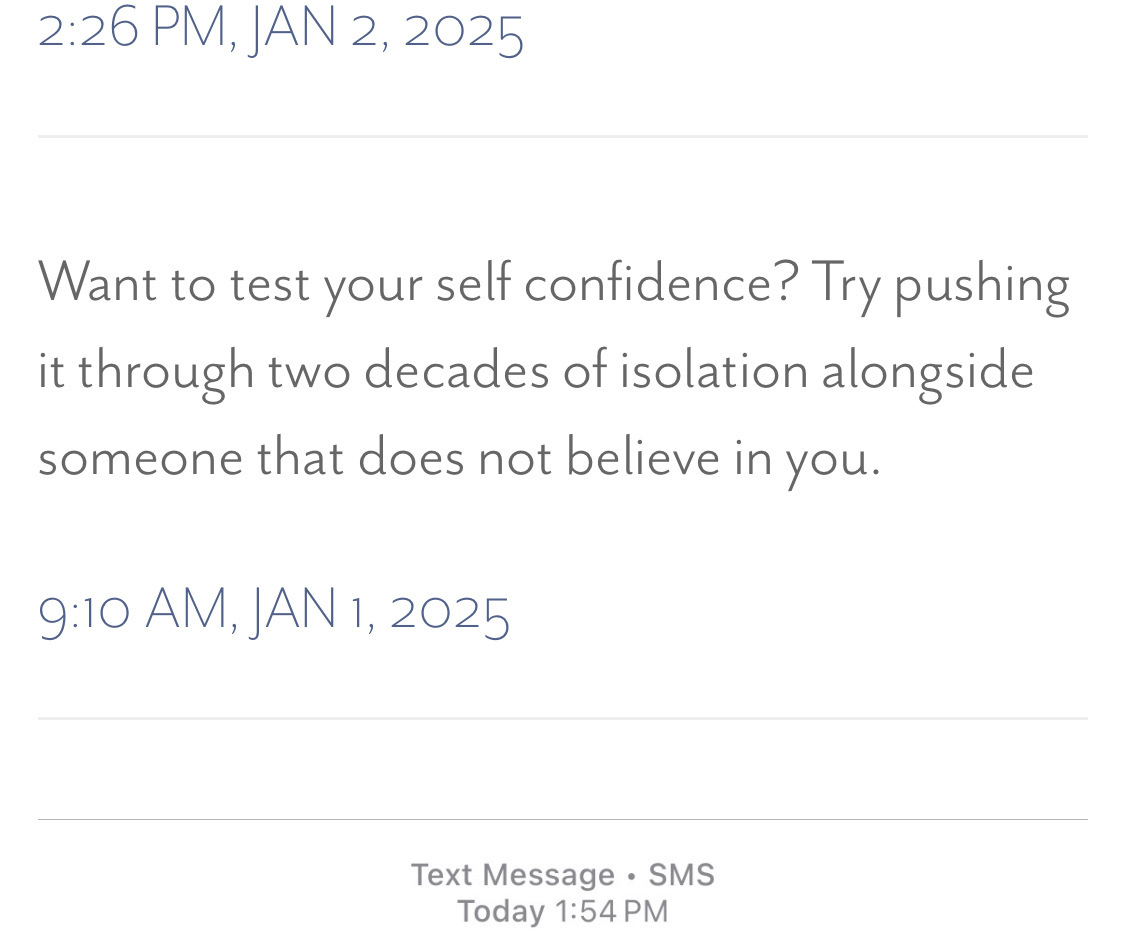 2:26 PM, JAN 2, 2025
Want to test your self confidence? Try pushing
it through two decades of isolation alongside
someone that does not believe in you.
9:10 AM, JAN 1, 2025
Text Message • SMS
Today 1:54 PM